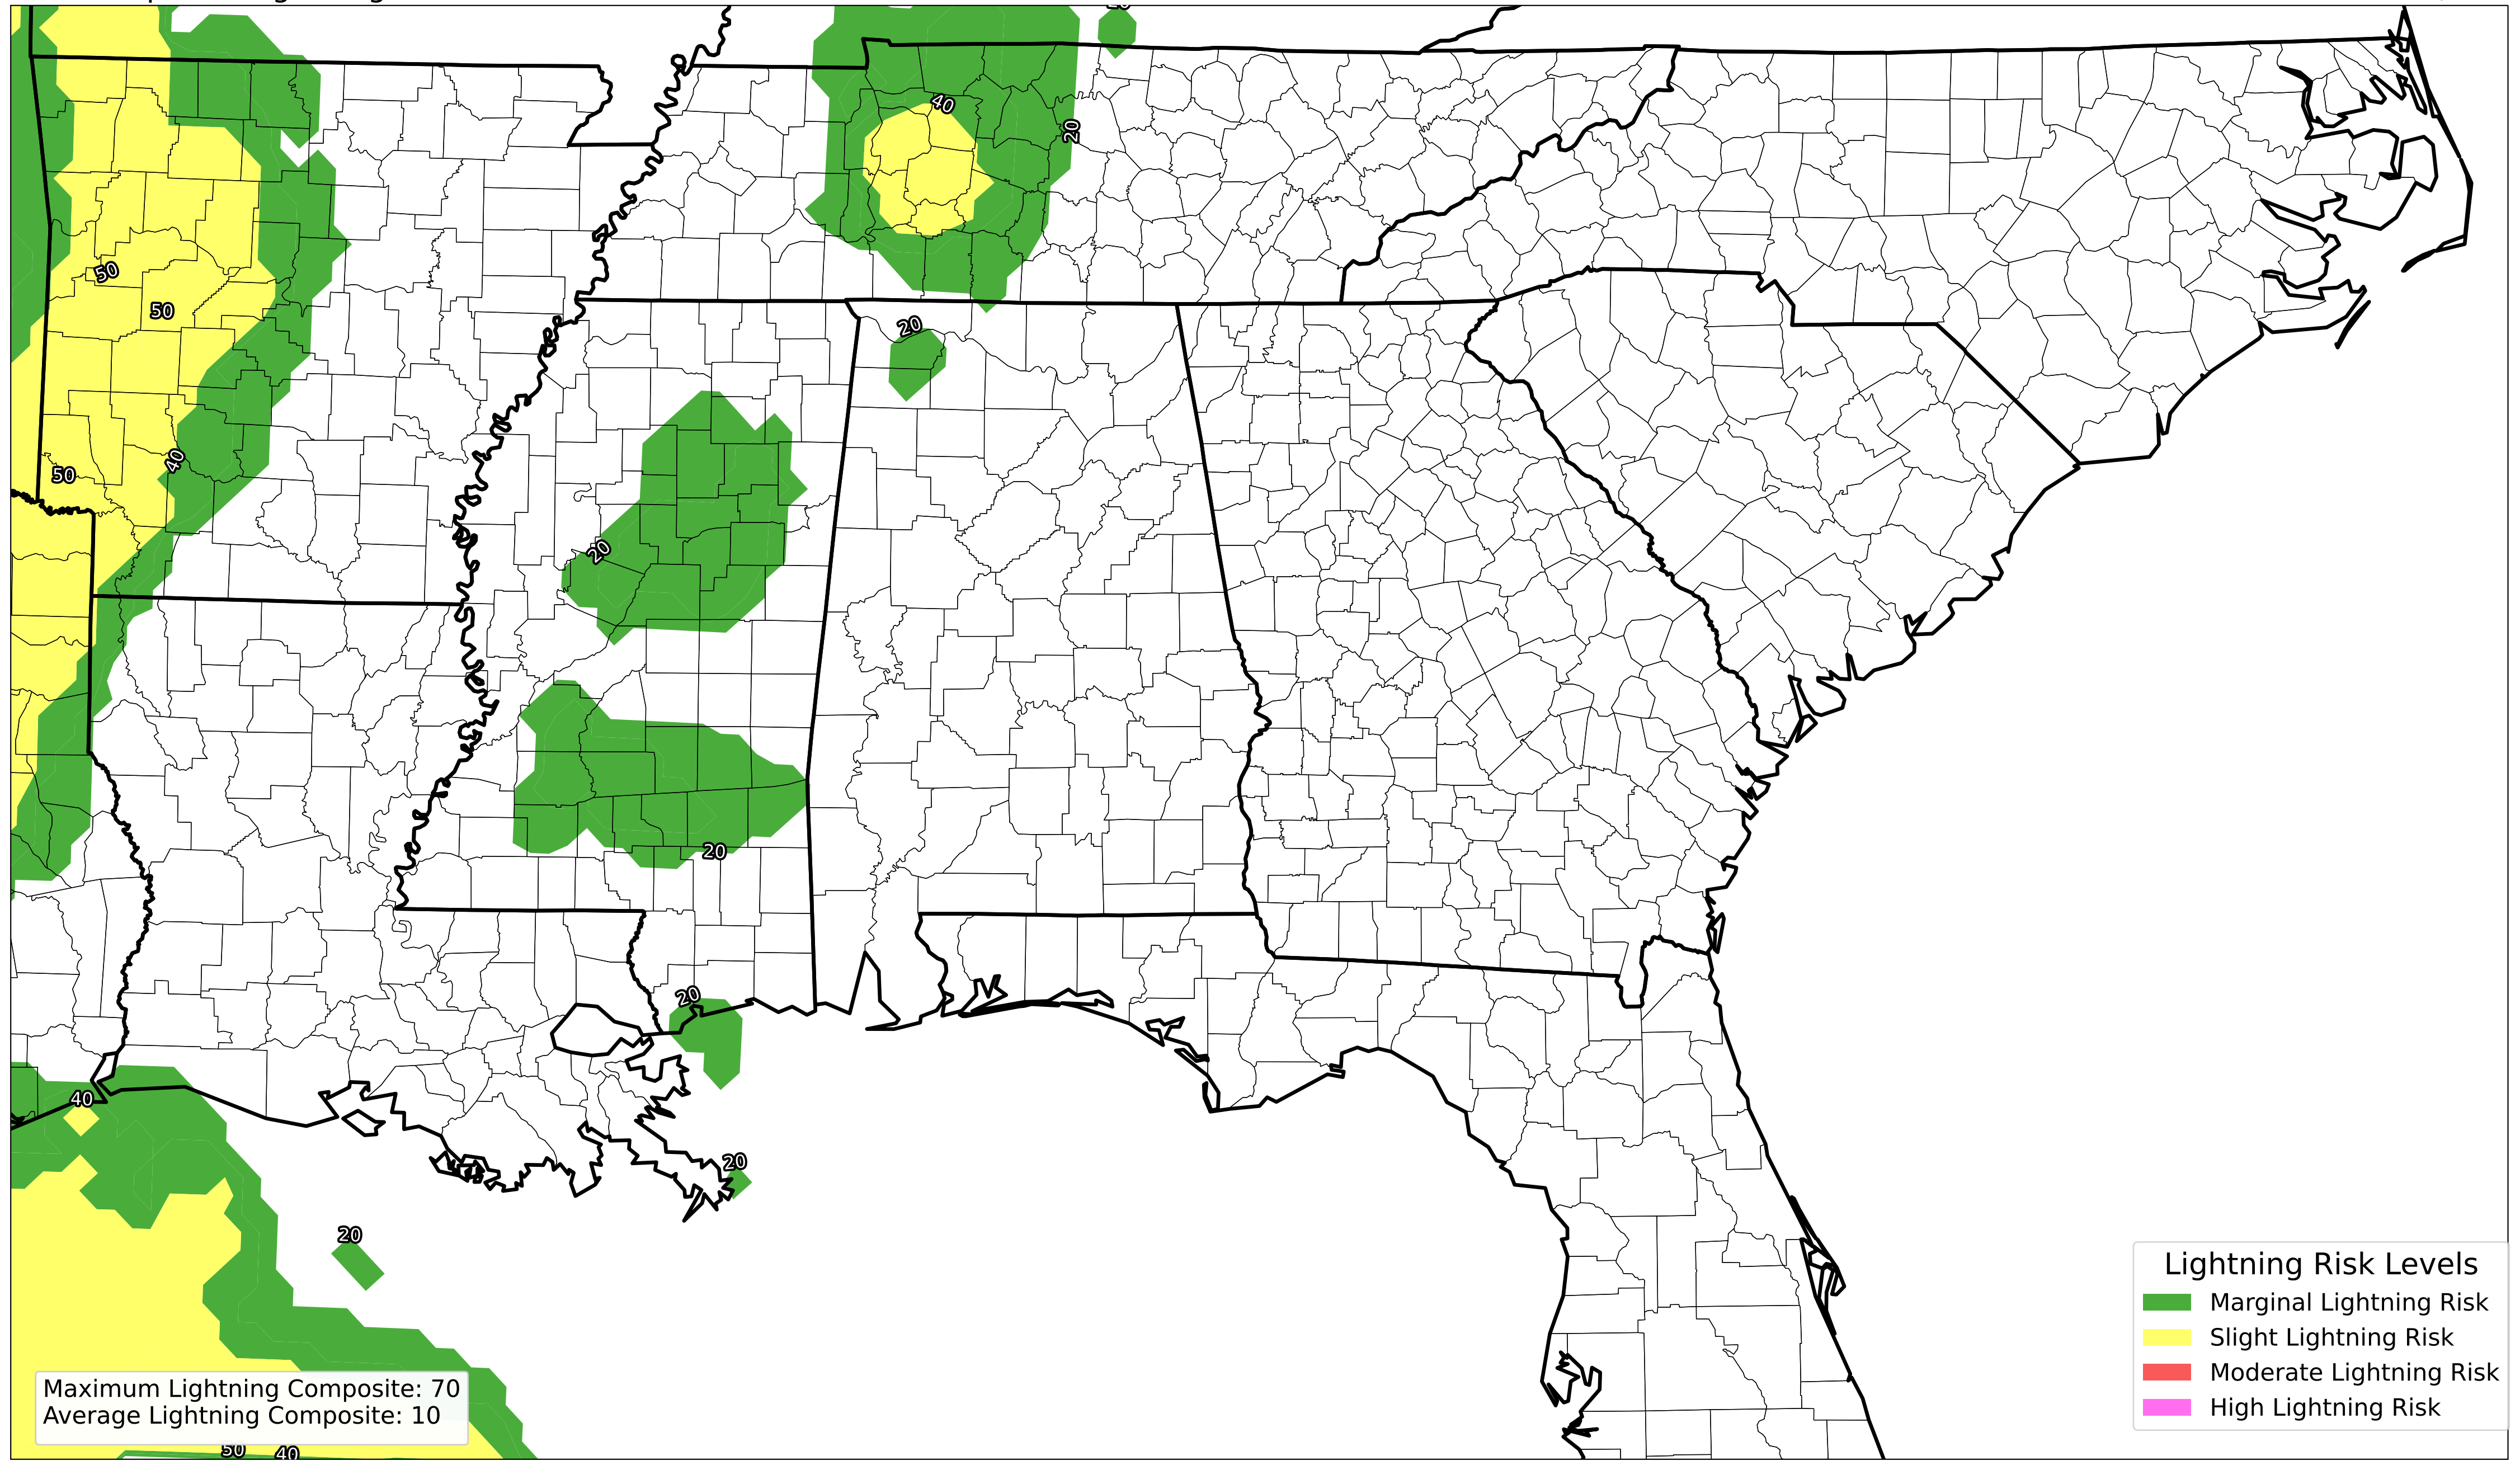 20
40
20
20
50
50
40
50
20
20
20
40
20
20
Lightning Risk Levels
Marginal Lightning Risk
Slight Lightning Risk
Moderate Lightning Risk
High Lightning Risk
Maximum Lightning Composite: 70
Average Lightning Composite: 10
50
40